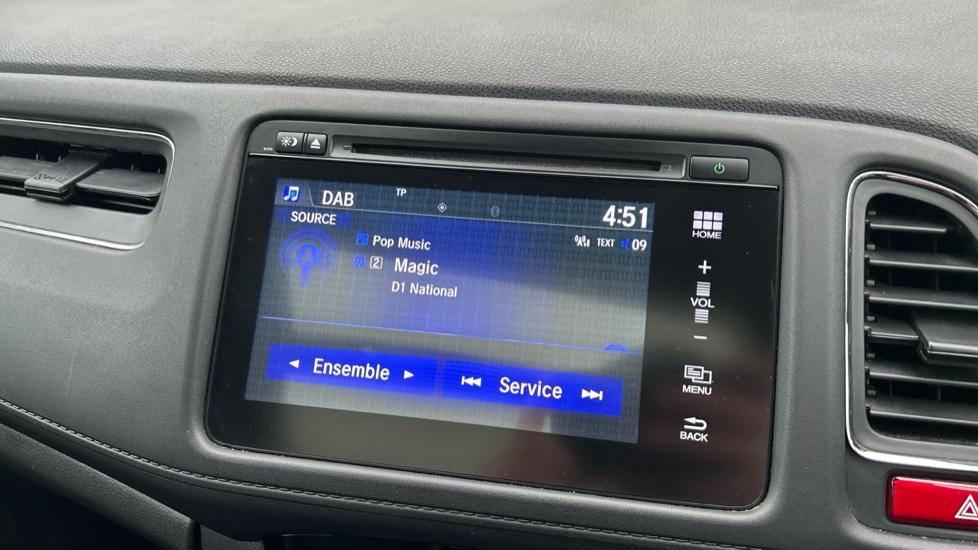 DAB
TP
4:51
SOURCE
Pop Music
TEXT 09
2 Magic
D1 National
Ensemble
Service
HOME
+
VOL
−
MENU
BACK